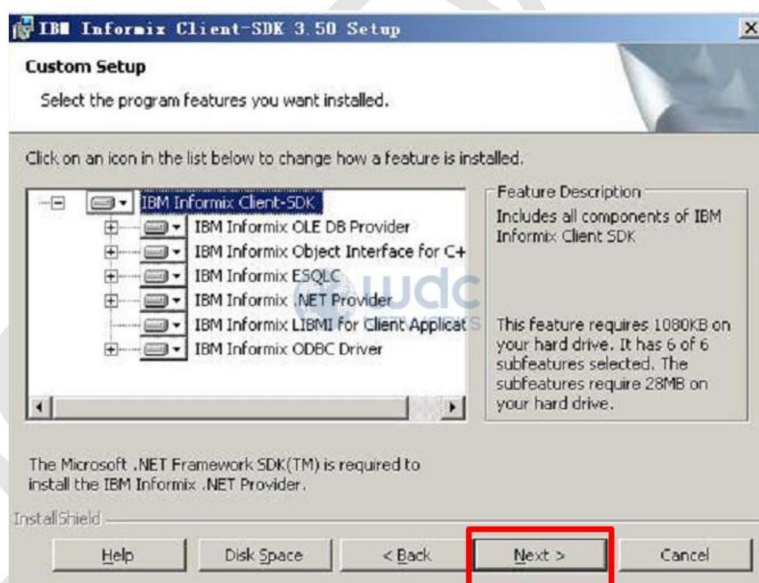 IBM Informix Client-SDK 3.50 Setup
Custom Setup
Select the program features you want installed.
Click on an icon in the list below to change how a feature is installed.
IBM Informix Client-SDK
IBM Informix OLE DB Provider
IBM Informix Object Interface for C+
IBM Informix ESQLC
IBM Informix .NET Provider
IBM Informix LIBMI for Client Applicat
IBM Informix ODBC Driver
Feature Description
Includes all components of IBM
Informix Client SDK
This feature requires 1080KB on
your hard drive. It has 6 of 6
subfeatures selected. The
subfeatures require 28MB on
your hard drive.
wdc
NETWORKS
The Microsoft .NET Framework SDK(TM) is required to
install the IBM Informix .NET Provider.
InstallShield
Help
Disk Space
< Back
Next >
Cancel